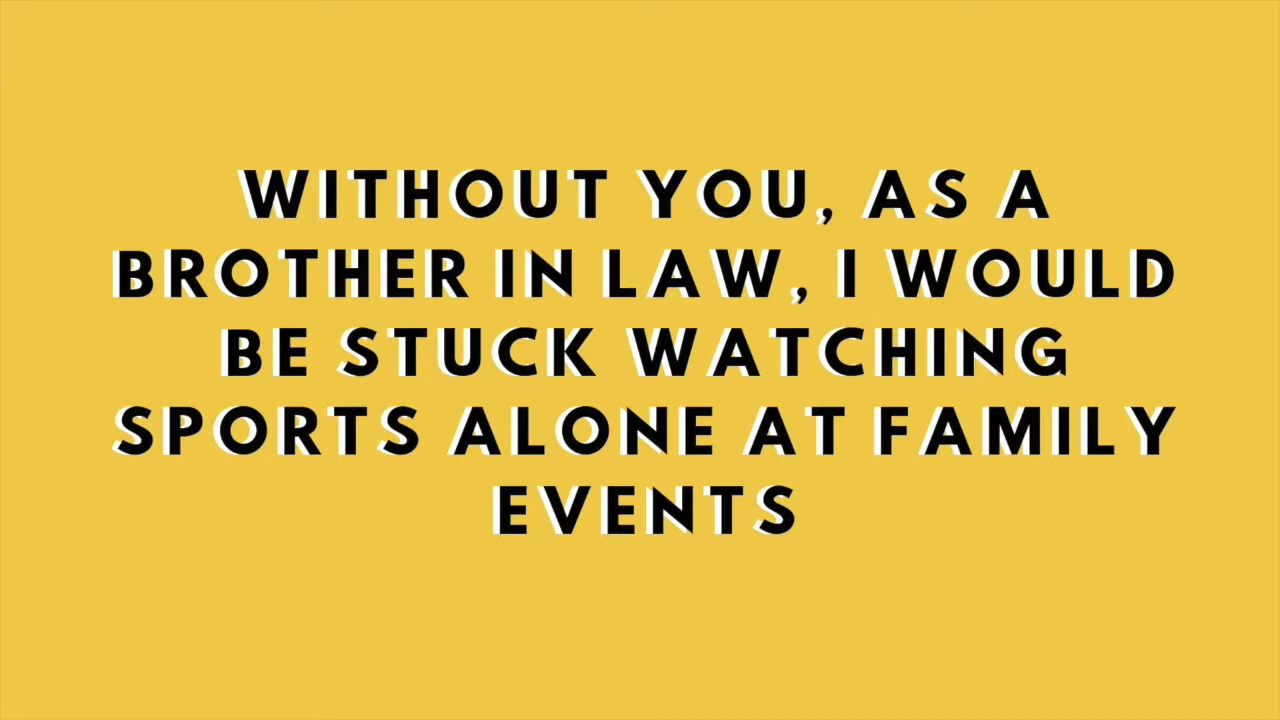 WITHOUT YOU, AS A
BROTHER IN LAW, I WOULD
BE STUCK WATCHING
SPORTS ALONE AT FAMILY
EVENTS